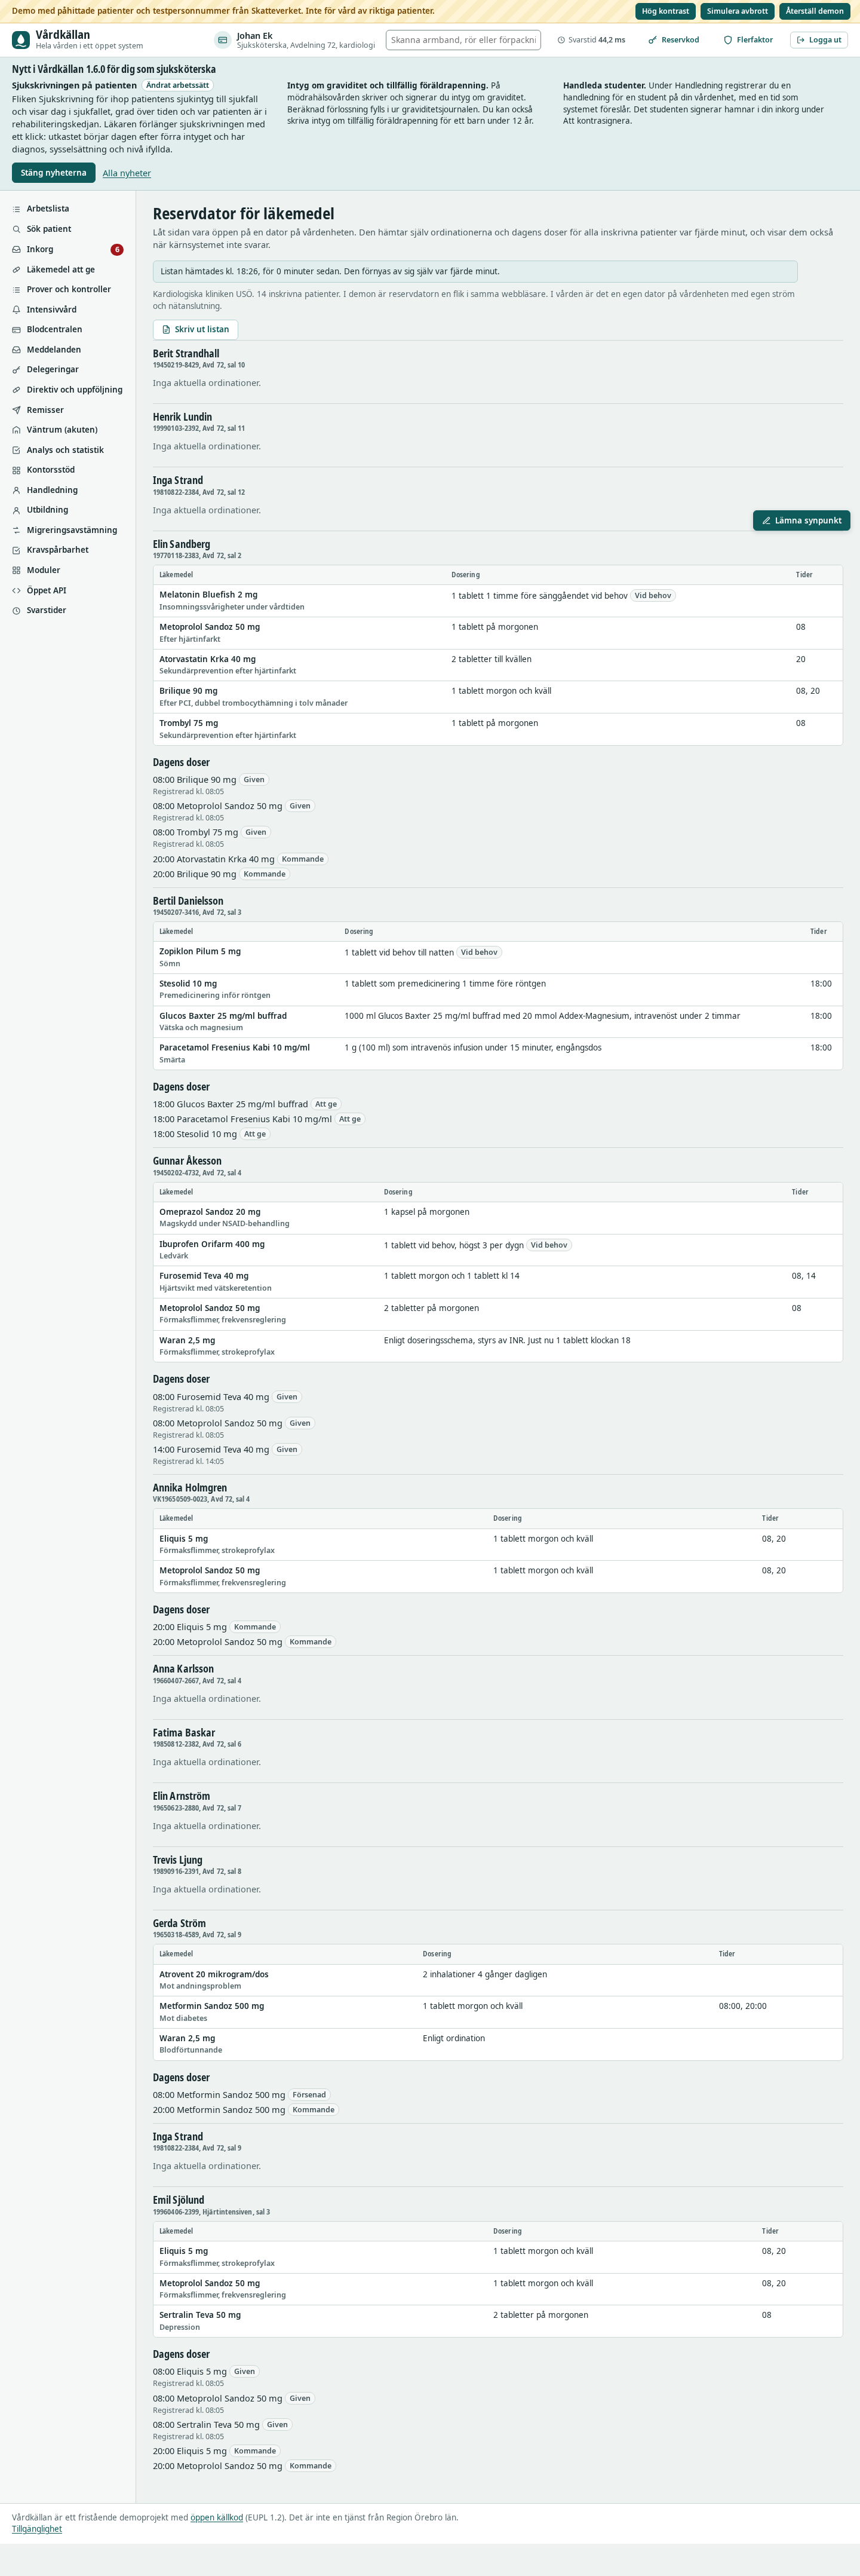 Demo med påhittade patienter och testpersonnummer från Skatteverket. Inte för vård av riktiga patienter.
Hög kontrast
Simulera avbrott
Återställ demon
Vårdkällan
Hela vården i ett öppet system
Johan Ek
Sjuksköterska, Avdelning 72, kardiologi
Skanna armband, rör eller förpackni
Svarstid 44,2 ms
Reservkod
Flerfaktor
Logga ut
Nytt i Vårdkällan 1.6.0 för dig som sjuksköterska
Sjukskrivningen på patienten Ändrat arbetssätt
Fliken Sjukskrivning för ihop patientens sjukintyg till sjukfall
och visar dag i sjukfallet, grad över tiden och var patienten är i
rehabiliteringskedjan. Läkaren förlänger sjukskrivningen med
ett klick: utkastet börjar dagen efter förra intyget och har
diagnos, sysselsättning och nivå ifyllda.
Intyg om graviditet och tillfällig föräldrapenning. På
mödrahälsovården skriver och signerar du intyg om graviditet.
Beräknad förlossning fylls i ur graviditetsjournalen. Du kan också
skriva intyg om tillfällig föräldrapenning för ett barn under 12 år.
Handleda studenter. Under Handledning registrerar du en
handledning för en student på din vårdenhet, med en tid som
systemet provar. Det studenten signerar hamnar i din inkorg under
Att kontrasignera.
Stäng nyheterna
Alla nyheter
Arbetslista
Sök patient
Inkorg 6
Läkemedel att ge
Prover och kontroller
Intensivvård
Blodcentralen
Meddelanden
Delegeringar
Direktiv och uppföljning
Remisser
Väntrum (akuten)
Analys och statistik
Kontorsstöd
Handledning
Utbildning
Migreringsavstämning
Kravspårbarhet
Moduler
Öppet API
Svarstider
Reservdator för läkemedel
Låt sidan vara öppen på en dator på vårdenheten. Den hämtar själv ordinationerna och dagens doser för alla inskrivna patienter var fjärde minut, och visar dem också
när kärnsystemet inte svarar.
Listan hämtades kl. 18:26, för 0 minuter sedan. Den förnyas av sig själv var fjärde minut.
Kardiologiska kliniken USÖ. 14 inskrivna patienter. I demon är reservdatorn en flik i samma webbläsare. I vården är det en egen dator på vårdenheten med egen ström
och nätanslutning.
Skriv ut listan
Berit Strandhall
19450219-8429, Avd 72, sal 10
Inga aktuella ordinationer.
Henrik Lundin
19990103-2392, Avd 72, sal 11
Inga aktuella ordinationer.
Inga Strand
19810822-2384, Avd 72, sal 12
Inga aktuella ordinationer.
Lämna synpunkt
Elin Sandberg
19770118-2383, Avd 72, sal 2
Läkemedel Dosering Tider
Melatonin Bluefish 2 mg 1 tablett 1 timme före sänggåendet vid behov Vid behov
Insomningssvårigheter under vårdtiden
Metoprolol Sandoz 50 mg 1 tablett på morgonen 08
Efter hjärtinfarkt
Atorvastatin Krka 40 mg 2 tabletter till kvällen 20
Sekundärprevention efter hjärtinfarkt
Brilique 90 mg 1 tablett morgon och kväll 08, 20
Efter PCI, dubbel trombocythämning i tolv månader
Trombyl 75 mg 1 tablett på morgonen 08
Sekundärprevention efter hjärtinfarkt
Dagens doser
08:00 Brilique 90 mg Given
Registrerad kl. 08:05
08:00 Metoprolol Sandoz 50 mg Given
Registrerad kl. 08:05
08:00 Trombyl 75 mg Given
Registrerad kl. 08:05
20:00 Atorvastatin Krka 40 mg Kommande
20:00 Brilique 90 mg Kommande
Bertil Danielsson
19450207-3416, Avd 72, sal 3
Läkemedel Dosering Tider
Zopiklon Pilum 5 mg 1 tablett vid behov till natten Vid behov
Sömn
Stesolid 10 mg 1 tablett som premedicinering 1 timme före röntgen 18:00
Premedicinering inför röntgen
Glucos Baxter 25 mg/ml buffrad 1000 ml Glucos Baxter 25 mg/ml buffrad med 20 mmol Addex-Magnesium, intravenöst under 2 timmar 18:00
Vätska och magnesium
Paracetamol Fresenius Kabi 10 mg/ml 1 g (100 ml) som intravenös infusion under 15 minuter, engångsdos 18:00
Smärta
Dagens doser
18:00 Glucos Baxter 25 mg/ml buffrad Att ge
18:00 Paracetamol Fresenius Kabi 10 mg/ml Att ge
18:00 Stesolid 10 mg Att ge
Gunnar Åkesson
19450202-4732, Avd 72, sal 4
Läkemedel Dosering Tider
Omeprazol Sandoz 20 mg 1 kapsel på morgonen
Magskydd under NSAID-behandling
Ibuprofen Orifarm 400 mg 1 tablett vid behov, högst 3 per dygn Vid behov
Ledvärk
Furosemid Teva 40 mg 1 tablett morgon och 1 tablett kl 14 08, 14
Hjärtsvikt med vätskeretention
Metoprolol Sandoz 50 mg 2 tabletter på morgonen 08
Förmaksflimmer, frekvensreglering
Waran 2,5 mg Enligt doseringsschema, styrs av INR. Just nu 1 tablett klockan 18
Förmaksflimmer, strokeprofylax
Dagens doser
08:00 Furosemid Teva 40 mg Given
Registrerad kl. 08:05
08:00 Metoprolol Sandoz 50 mg Given
Registrerad kl. 08:05
14:00 Furosemid Teva 40 mg Given
Registrerad kl. 14:05
Annika Holmgren
VK19650509-0023, Avd 72, sal 4
Läkemedel Dosering Tider
Eliquis 5 mg 1 tablett morgon och kväll 08, 20
Förmaksflimmer, strokeprofylax
Metoprolol Sandoz 50 mg 1 tablett morgon och kväll 08, 20
Förmaksflimmer, frekvensreglering
Dagens doser
20:00 Eliquis 5 mg Kommande
20:00 Metoprolol Sandoz 50 mg Kommande
Anna Karlsson
19660407-2667, Avd 72, sal 4
Inga aktuella ordinationer.
Fatima Baskar
19850812-2382, Avd 72, sal 6
Inga aktuella ordinationer.
Elin Arnström
19650623-2880, Avd 72, sal 7
Inga aktuella ordinationer.
Trevis Ljung
19890916-2391, Avd 72, sal 8
Inga aktuella ordinationer.
Gerda Ström
19650318-4589, Avd 72, sal 9
Läkemedel Dosering Tider
Atrovent 20 mikrogram/dos 2 inhalationer 4 gånger dagligen
Mot andningsproblem
Metformin Sandoz 500 mg 1 tablett morgon och kväll 08:00, 20:00
Mot diabetes
Waran 2,5 mg Enligt ordination
Blodförtunnande
Dagens doser
08:00 Metformin Sandoz 500 mg Försenad
20:00 Metformin Sandoz 500 mg Kommande
Inga Strand
19810822-2384, Avd 72, sal 9
Inga aktuella ordinationer.
Emil Sjölund
19960406-2399, Hjärtintensiven, sal 3
Läkemedel Dosering Tider
Eliquis 5 mg 1 tablett morgon och kväll 08, 20
Förmaksflimmer, strokeprofylax
Metoprolol Sandoz 50 mg 1 tablett morgon och kväll 08, 20
Förmaksflimmer, frekvensreglering
Sertralin Teva 50 mg 2 tabletter på morgonen 08
Depression
Dagens doser
08:00 Eliquis 5 mg Given
Registrerad kl. 08:05
08:00 Metoprolol Sandoz 50 mg Given
Registrerad kl. 08:05
08:00 Sertralin Teva 50 mg Given
Registrerad kl. 08:05
20:00 Eliquis 5 mg Kommande
20:00 Metoprolol Sandoz 50 mg Kommande
Vårdkällan är ett fristående demoprojekt med öppen källkod (EUPL 1.2). Det är inte en tjänst från Region Örebro län.
Tillgänglighet